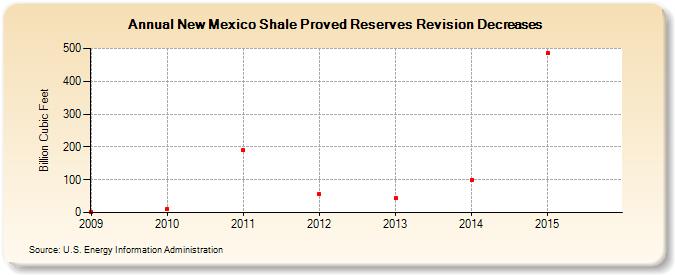 Annual New Mexico Shale Proved Reserves Revision Decreases
Billion Cubic Feet
500
400
300
200
100
0
2009 2010 2011 2012 2013 2014 2015
Source: U.S. Energy Information Administration